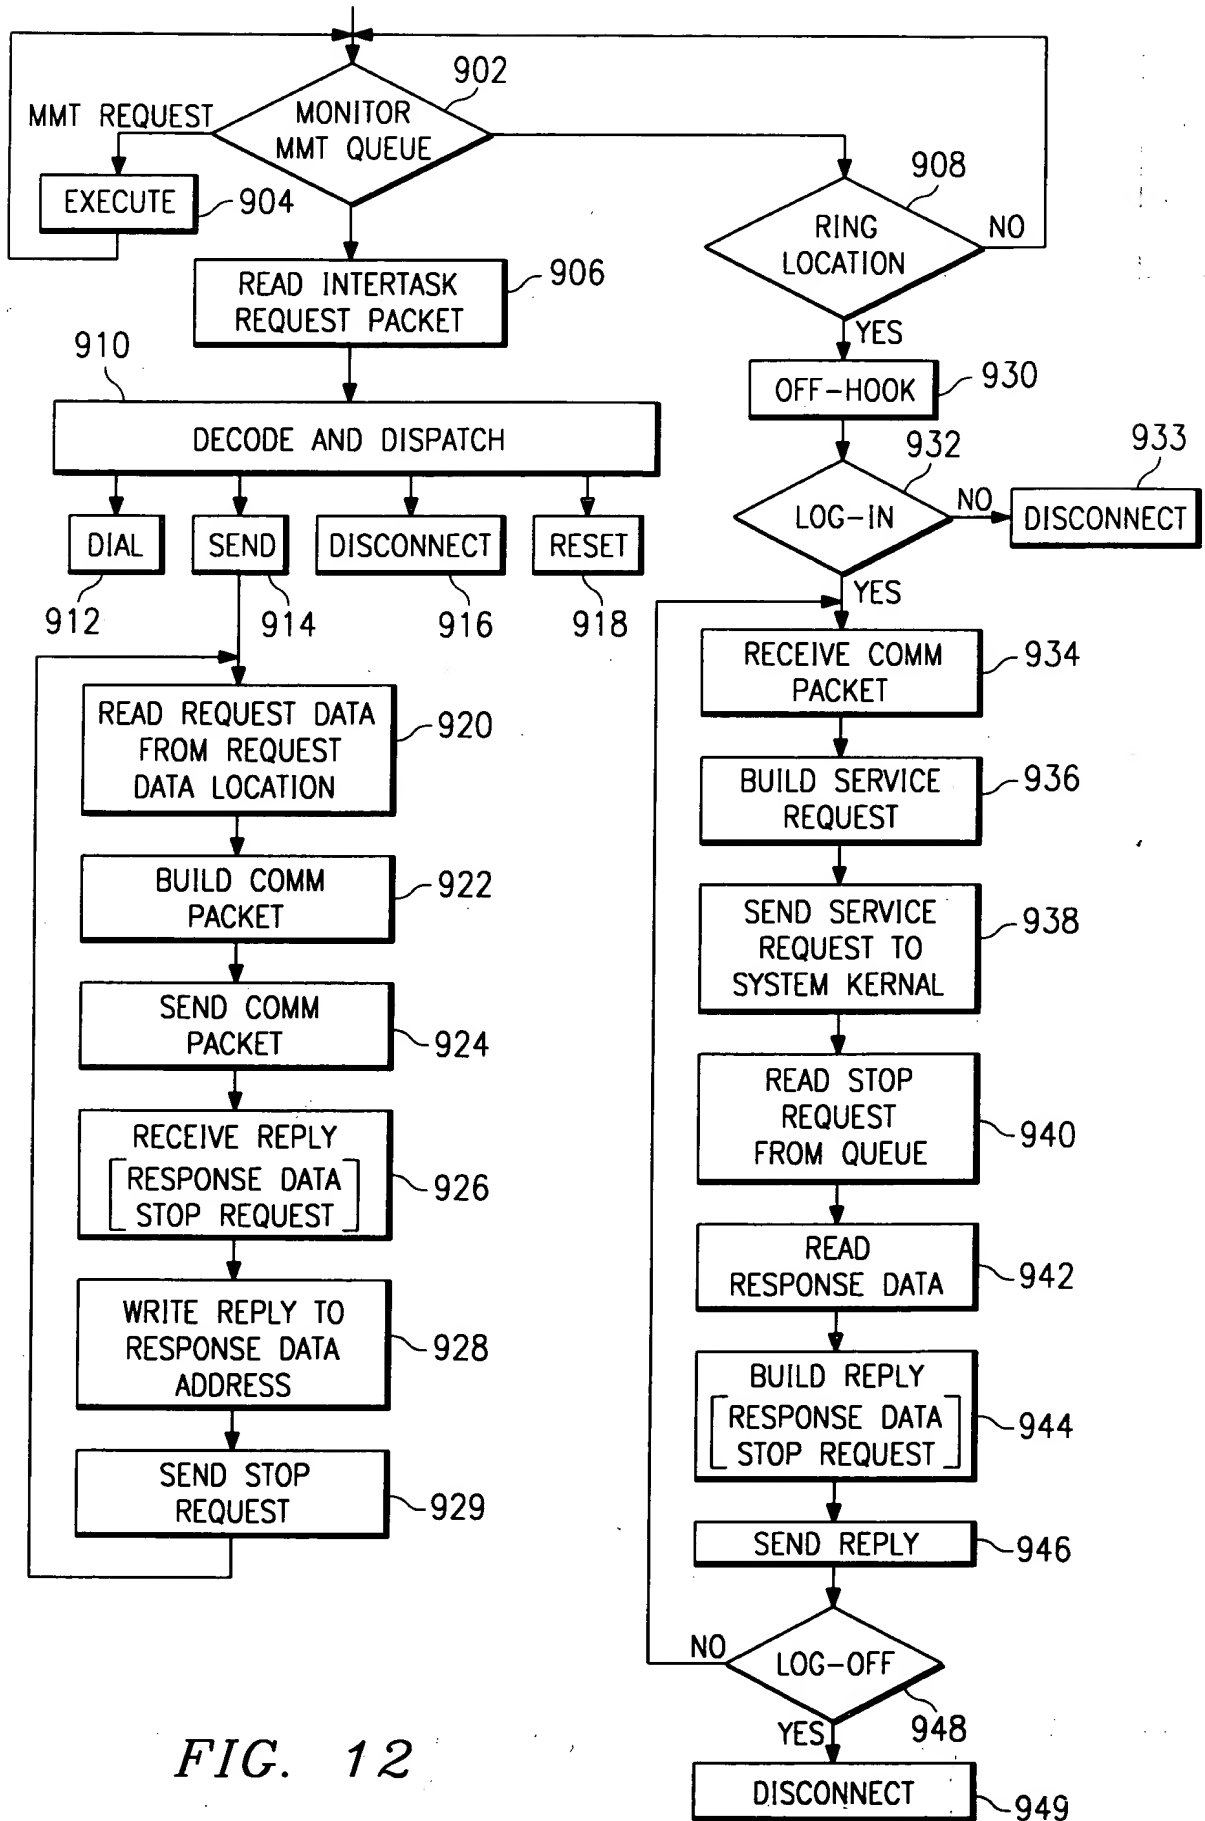 902
MMT REQUEST
MONITOR
MMT QUEUE
EXECUTE
904
908
RING
LOCATION
NO
YES
READ INTERTASK
REQUEST PACKET
906
910
DECODE AND DISPATCH
DIAL
912
SEND
914
DISCONNECT
916
RESET
918
READ REQUEST DATA
FROM REQUEST
DATA LOCATION
920
BUILD COMM
PACKET
922
SEND COMM
PACKET
924
RECEIVE REPLY
RESPONSE DATA
STOP REQUEST
926
WRITE REPLY TO
RESPONSE DATA
ADDRESS
928
SEND STOP
REQUEST
929
OFF-HOOK
930
932
LOG-IN
NO
933
DISCONNECT
YES
RECEIVE COMM
PACKET
934
BUILD SERVICE
REQUEST
936
SEND SERVICE
REQUEST TO
SYSTEM KERNAL
938
READ STOP
REQUEST
FROM QUEUE
940
READ
RESPONSE DATA
942
BUILD REPLY
RESPONSE DATA
STOP REQUEST
944
SEND REPLY
946
NO
LOG-OFF
948
YES
DISCONNECT
949
FIG. 12